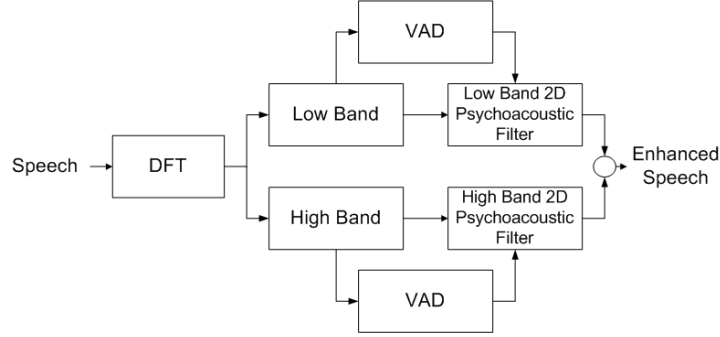 VAD
Low Band
Low Band 2D
Psychoacoustic
Filter
Speech
DFT
Enhanced
Speech
High Band
High Band 2D
Psychoacoustic
Filter
VAD